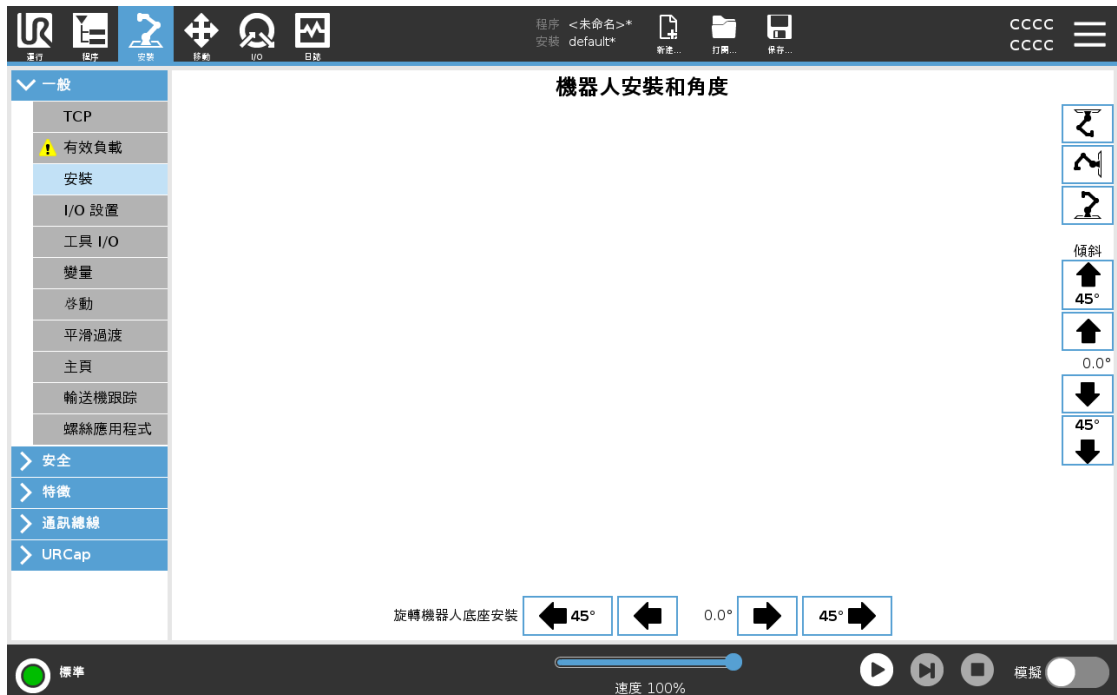 程序 <未命名>*
安裝 default*
運行
程序
安裝
移動
I/O
日誌
新建...
打開...
保存...
cccc
cccc
一般
TCP
有效負載
安裝
I/O 設置
工具 I/O
變量
啓動
平滑過渡
主頁
輸送機跟踪
螺絲應用程式
安全
特徵
通訊總線
URCap
機器人安裝和角度
傾斜
45°
0.0°
45°
旋轉機器人底座安裝
45°
0.0°
45°
標準
速度 100%
模擬